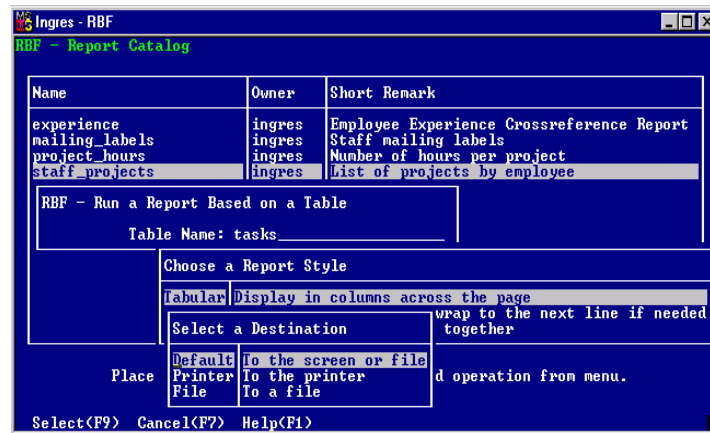 Ingres - RBF
RBF - Report Catalog
Name Owner Short Remark
experience ingres Employee Experience Crossreference Report
mailing_labels ingres Staff mailing labels
project_hours ingres Number of hours per project
staff_projects ingres List of projects by employee
RBF - Run a Report Based on a Table
Table Name: tasks
Choose a Report Style
Tabular Display in columns across the page
wrap to the next line if needed
Select a Destination together
Default To the screen or file
Place Printer To the printer d operation from menu.
File To a file
Select(F9) Cancel(F7) Help(F1)